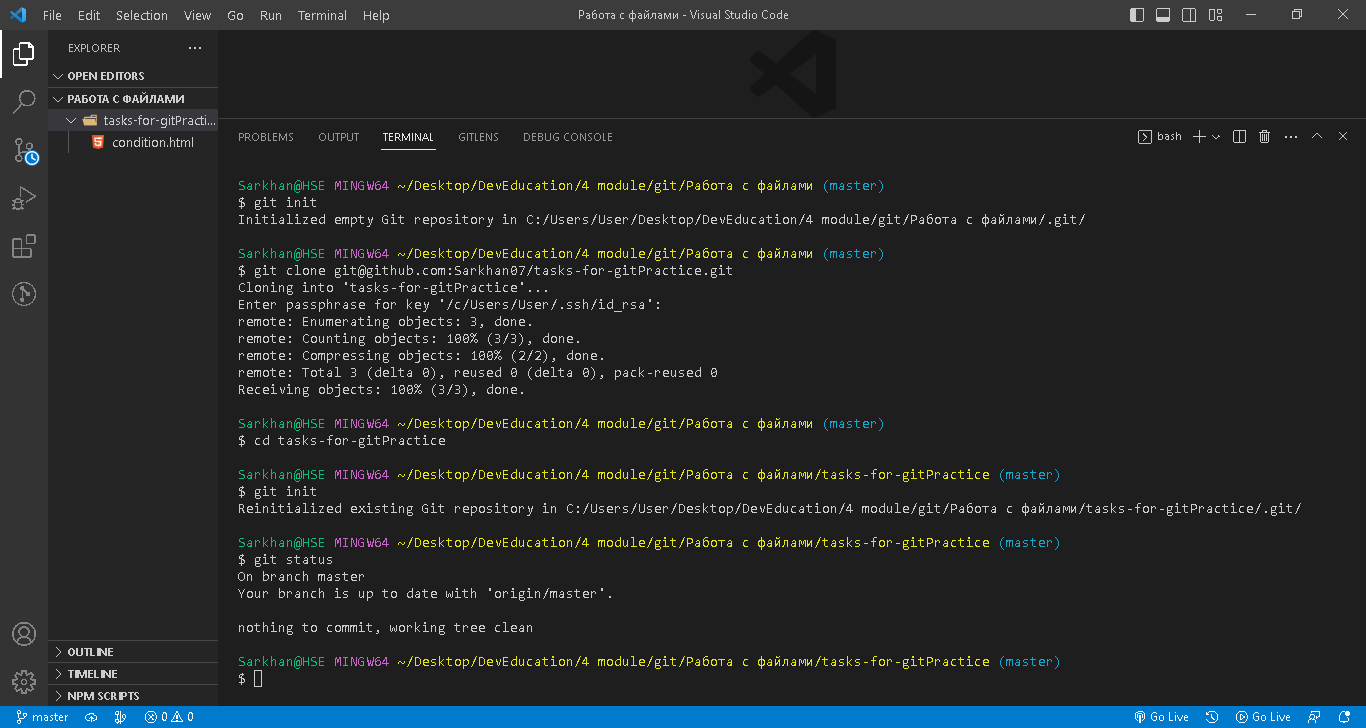 File Edit Selection View Go Run Terminal Help
Работа с файлами - Visual Studio Code
EXPLORER
OPEN EDITORS
РАБОТА С ФАЙЛАМИ
tasks-for-gitPracti...
condition.html
OUTLINE
TIMELINE
NPM SCRIPTS
PROBLEMS OUTPUT TERMINAL GITLENS DEBUG CONSOLE
bash
Sarkhan@HSE MINGW64 ~/Desktop/DevEducation/4 module/git/Работа с файлами (master)
$ git init
Initialized empty Git repository in C:/Users/User/Desktop/DevEducation/4 module/git/Работа с файлами/.git/
Sarkhan@HSE MINGW64 ~/Desktop/DevEducation/4 module/git/Работа с файлами (master)
$ git clone git@github.com:Sarkhan07/tasks-for-gitPractice.git
Cloning into 'tasks-for-gitPractice'...
Enter passphrase for key '/c/Users/User/.ssh/id_rsa':
remote: Enumerating objects: 3, done.
remote: Counting objects: 100% (3/3), done.
remote: Compressing objects: 100% (2/2), done.
remote: Total 3 (delta 0), reused 0 (delta 0), pack-reused 0
Receiving objects: 100% (3/3), done.
Sarkhan@HSE MINGW64 ~/Desktop/DevEducation/4 module/git/Работа с файлами (master)
$ cd tasks-for-gitPractice
Sarkhan@HSE MINGW64 ~/Desktop/DevEducation/4 module/git/Работа с файлами/tasks-for-gitPractice (master)
$ git init
Reinitialized existing Git repository in C:/Users/User/Desktop/DevEducation/4 module/git/Работа с файлами/tasks-for-gitPractice/.git/
Sarkhan@HSE MINGW64 ~/Desktop/DevEducation/4 module/git/Работа с файлами/tasks-for-gitPractice (master)
$ git status
On branch master
Your branch is up to date with 'origin/master'.
nothing to commit, working tree clean
Sarkhan@HSE MINGW64 ~/Desktop/DevEducation/4 module/git/Работа с файлами/tasks-for-gitPractice (master)
$
master 0 0 Go Live Go Live